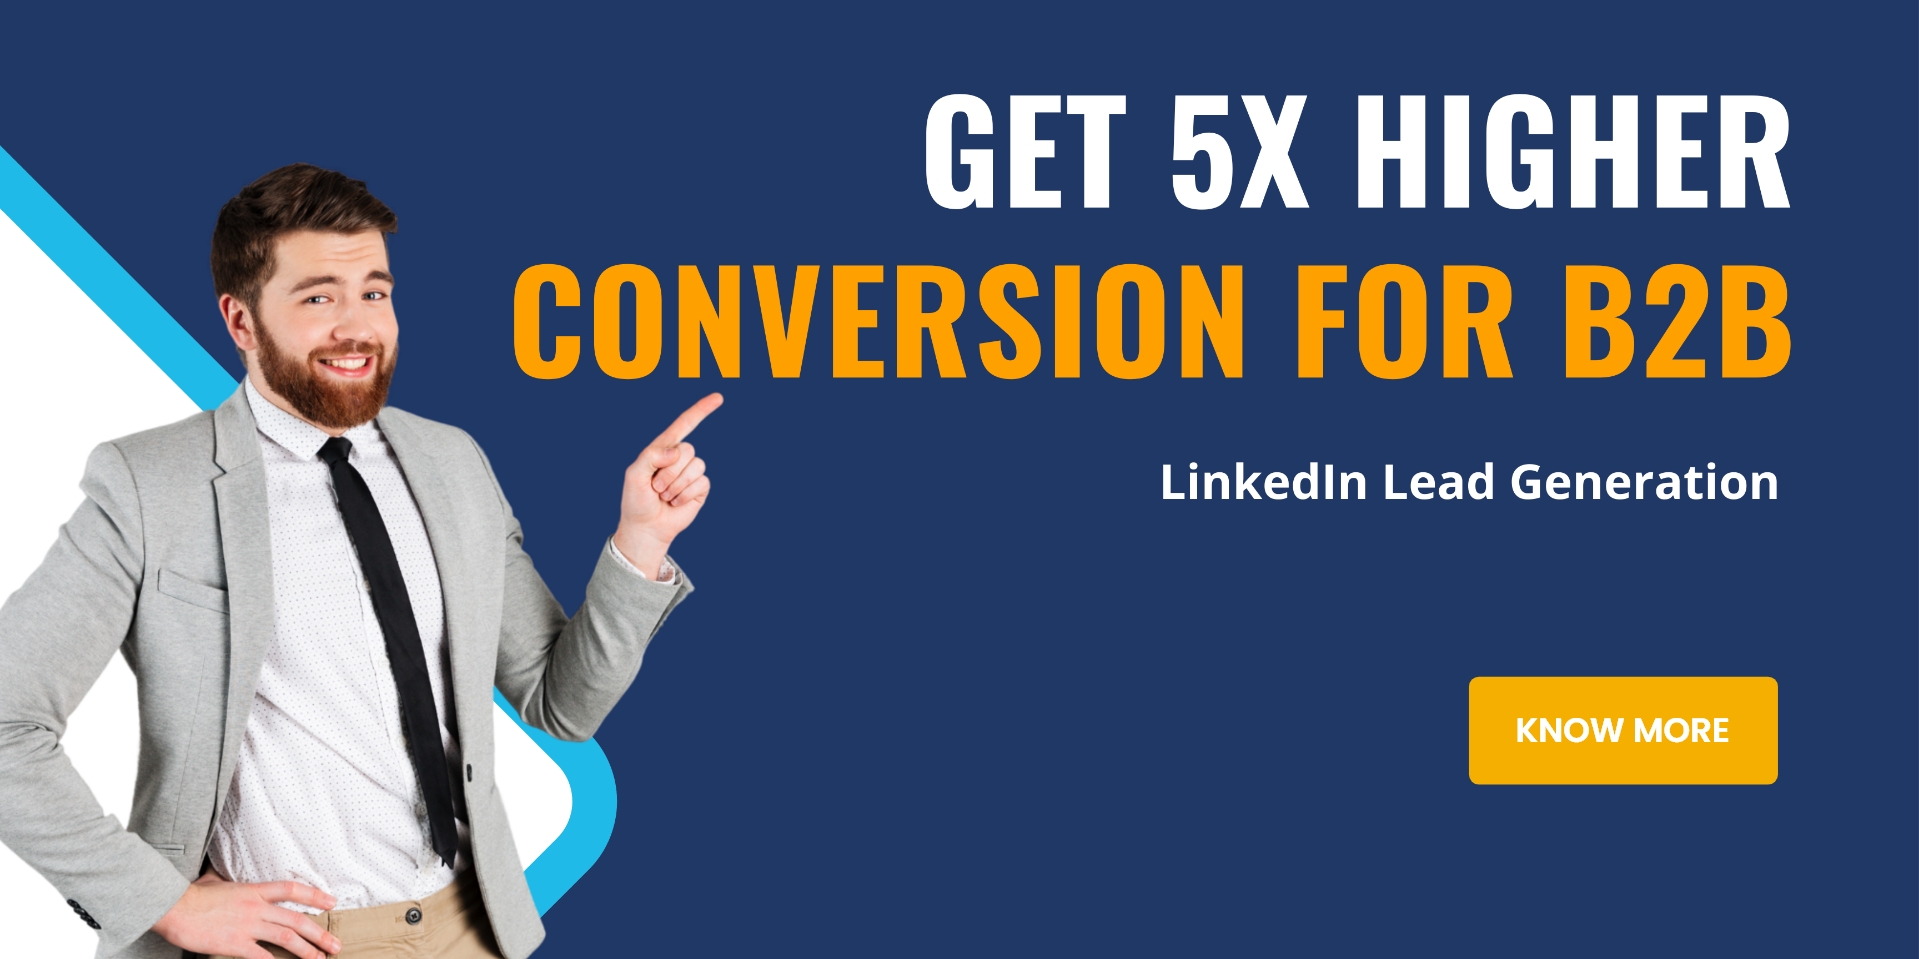 GET 5X HIGHER
CONVERSION FOR B2B
LinkedIn Lead Generation
KNOW MORE